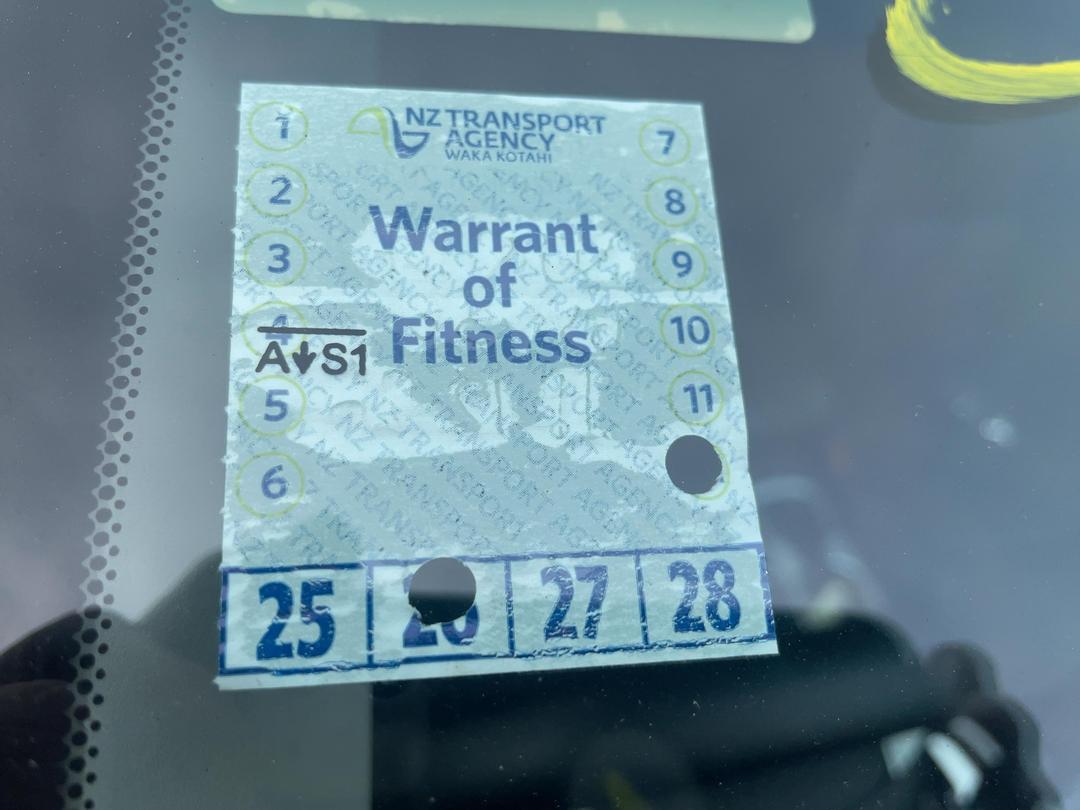 NZ TRANSPORT
AGENCY
WAKA KOTAHI
1
2
3
4
5
6
Warrant
of
Fitness
A↓S1
7
8
9
10
11
25
26
27
28